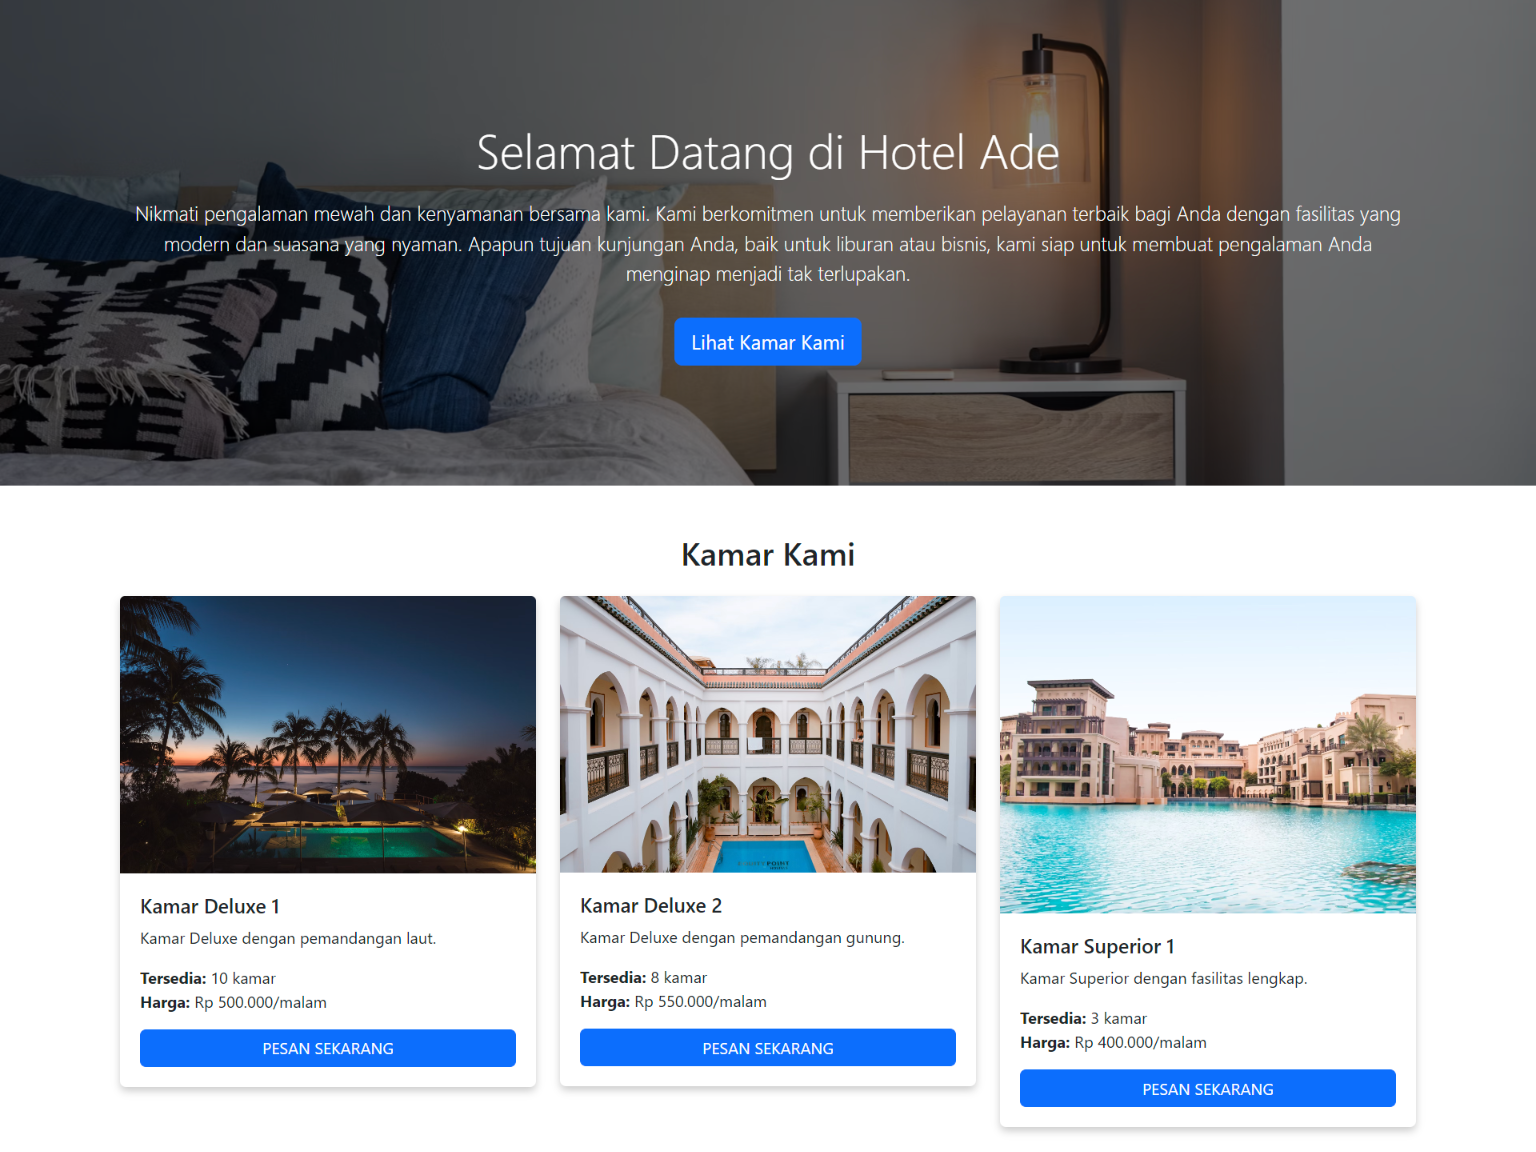 Selamat Datang di Hotel Ade
Nikmati pengalaman mewah dan kenyamanan bersama kami. Kami berkomitmen untuk memberikan pelayanan terbaik bagi Anda dengan fasilitas yang
modern dan suasana yang nyaman. Apapun tujuan kunjungan Anda, baik untuk liburan atau bisnis, kami siap untuk membuat pengalaman Anda
menginap menjadi tak terlupakan.
Lihat Kamar Kami
Kamar Kami
Kamar Deluxe 1
Kamar Deluxe dengan pemandangan laut.
Tersedia: 10 kamar
Harga: Rp 500.000/malam
PESAN SEKARANG
Kamar Deluxe 2
Kamar Deluxe dengan pemandangan gunung.
Tersedia: 8 kamar
Harga: Rp 550.000/malam
PESAN SEKARANG
Kamar Superior 1
Kamar Superior dengan fasilitas lengkap.
Tersedia: 3 kamar
Harga: Rp 400.000/malam
PESAN SEKARANG